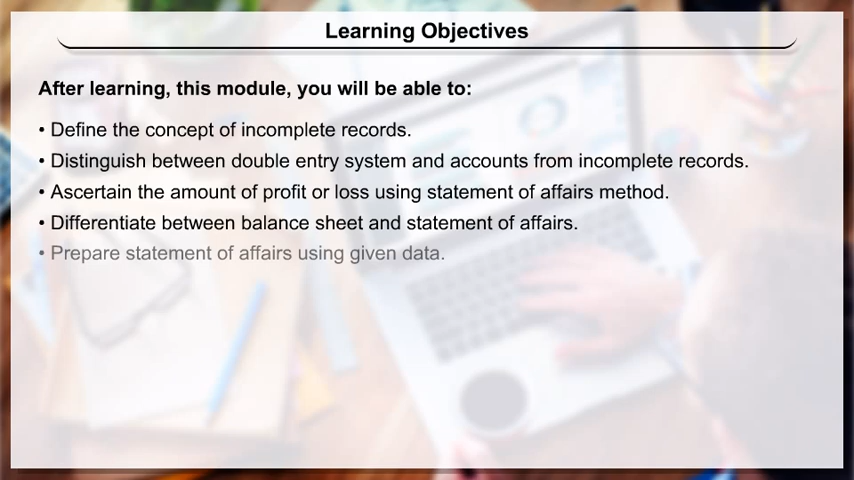 Learning Objectives
After learning, this module, you will be able to:
• Define the concept of incomplete records.
• Distinguish between double entry system and accounts from incomplete records.
• Ascertain the amount of profit or loss using statement of affairs method.
• Differentiate between balance sheet and statement of affairs.
• Prepare statement of affairs using given data.